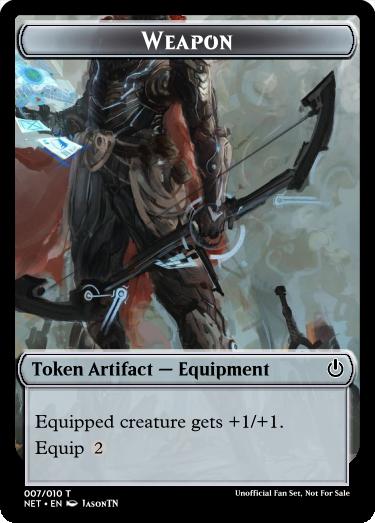 Weapon
Token Artifact — Equipment
Equipped creature gets +1/+1.
Equip 2
007/010 T
NET • EN JasonTN
Unofficial Fan Set, Not For Sale